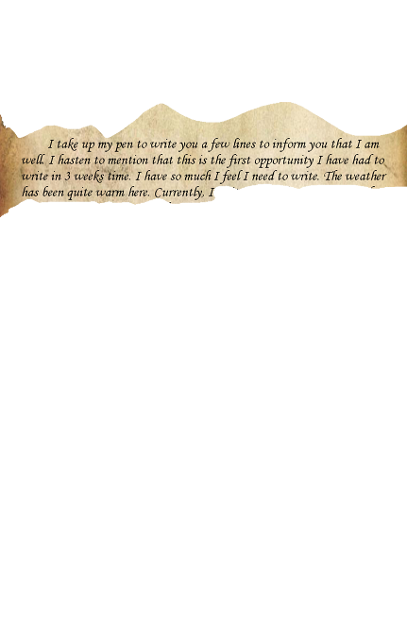 I take up my pen to write you a few lines to inform you that I am
well. I hasten to mention that this is the first opportunity I have had to
write in 3 weeks time. I have so much I feel I need to write. The weather
has been quite warm here. Currently, I